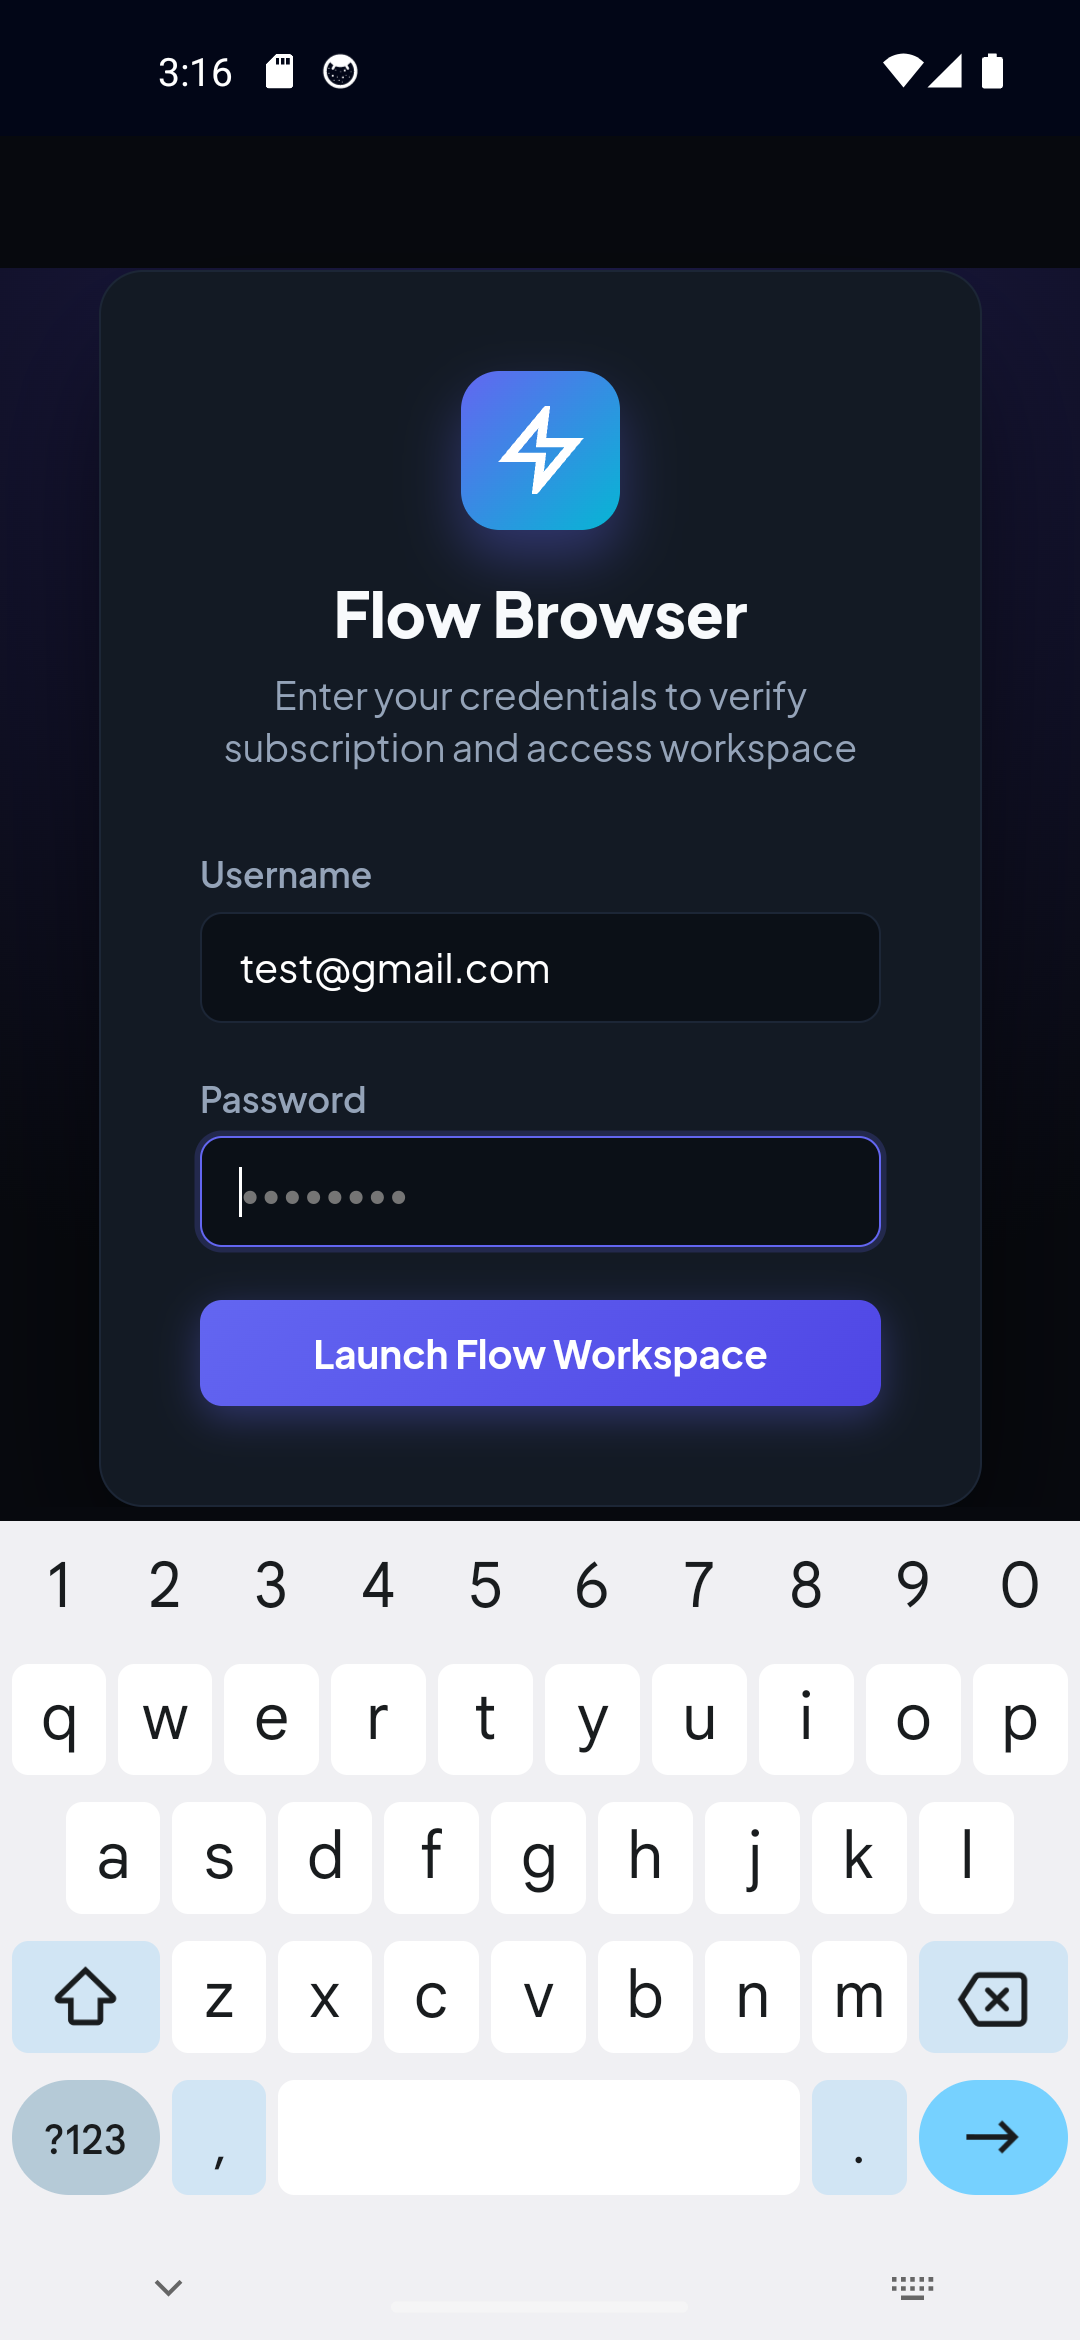 3:16
Flow Browser
Enter your credentials to verify
subscription and access workspace
Username
test@gmail.com
Password
••••••••
Launch Flow Workspace
1 2 3 4 5 6 7 8 9 0
q w e r t y u i o p
a s d f g h j k l
z x c v b n m
?123 , .